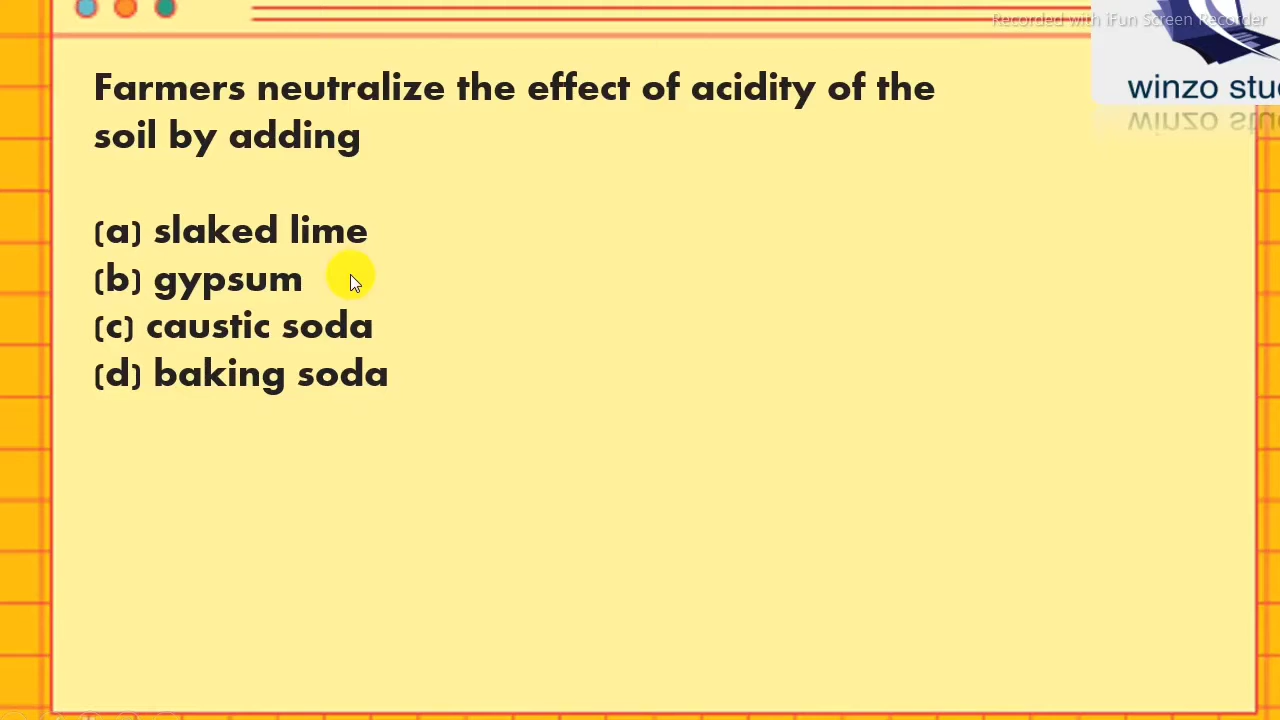 Recorded with iFun Screen Recorder
winzo stu
Farmers neutralize the effect of acidity of the
soil by adding
(a) slaked lime
(b) gypsum
(c) caustic soda
(d) baking soda